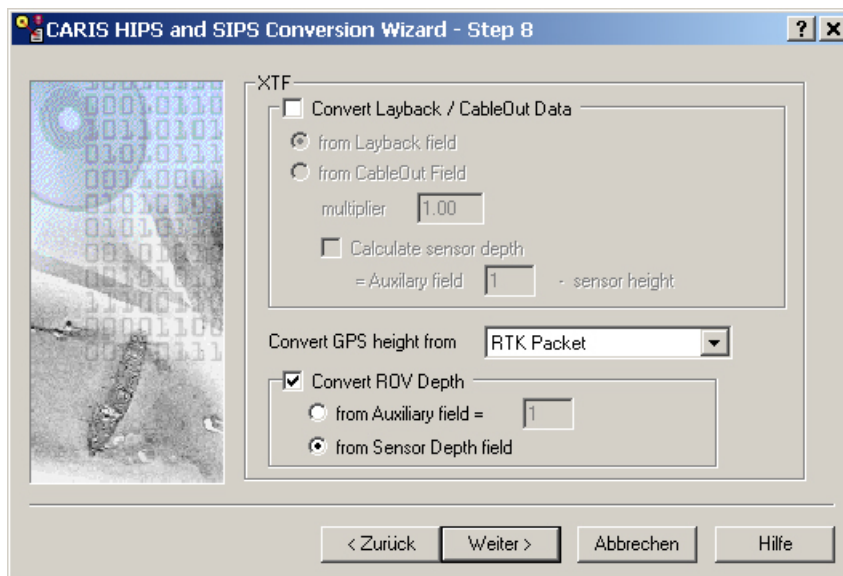 CARIS HIPS and SIPS Conversion Wizard - Step 8
XTF
Convert Layback / CableOut Data
from Layback field
from CableOut Field
multiplier 1.00
Calculate sensor depth
= Auxilary field 1 - sensor height
Convert GPS height from RTK Packet
Convert ROV Depth
from Auxiliary field = 1
from Sensor Depth field
< Zurück Weiter > Abbrechen Hilfe